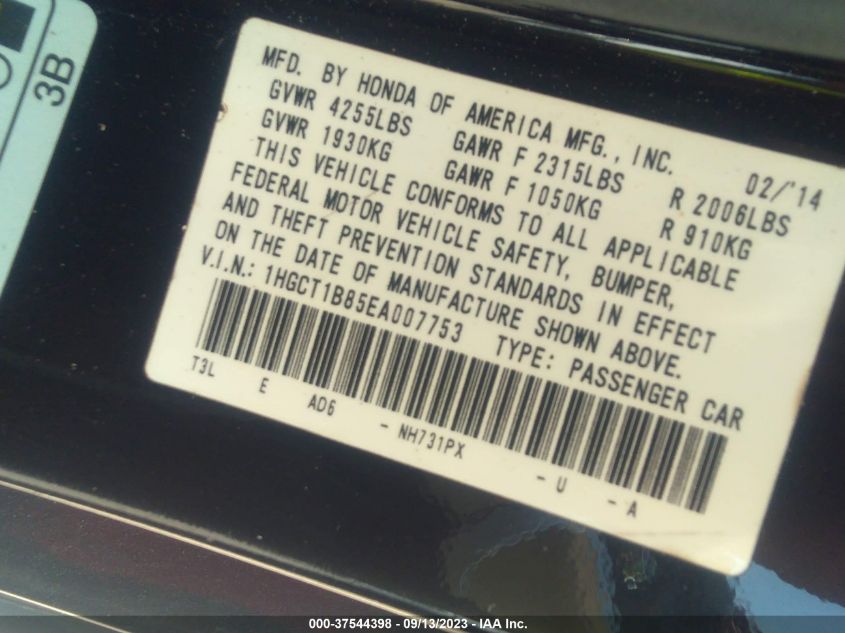 3B
MFD. BY HONDA OF AMERICA MFG., INC. 02/'14
GVWR 4255LBS GAWR F 2315LBS R 2006LBS
GVWR 1930KG GAWR F 1050KG R 910KG
THIS VEHICLE CONFORMS TO ALL APPLICABLE
FEDERAL MOTOR VEHICLE SAFETY, BUMPER,
AND THEFT PREVENTION STANDARDS IN EFFECT
ON THE DATE OF MANUFACTURE SHOWN ABOVE.
V.I.N.: 1HGCT1B85EA007753 TYPE: PASSENGER CAR
T3L E AD6 - NH731PX - U - A
000-37544398 - 09/13/2023 - IAA Inc.